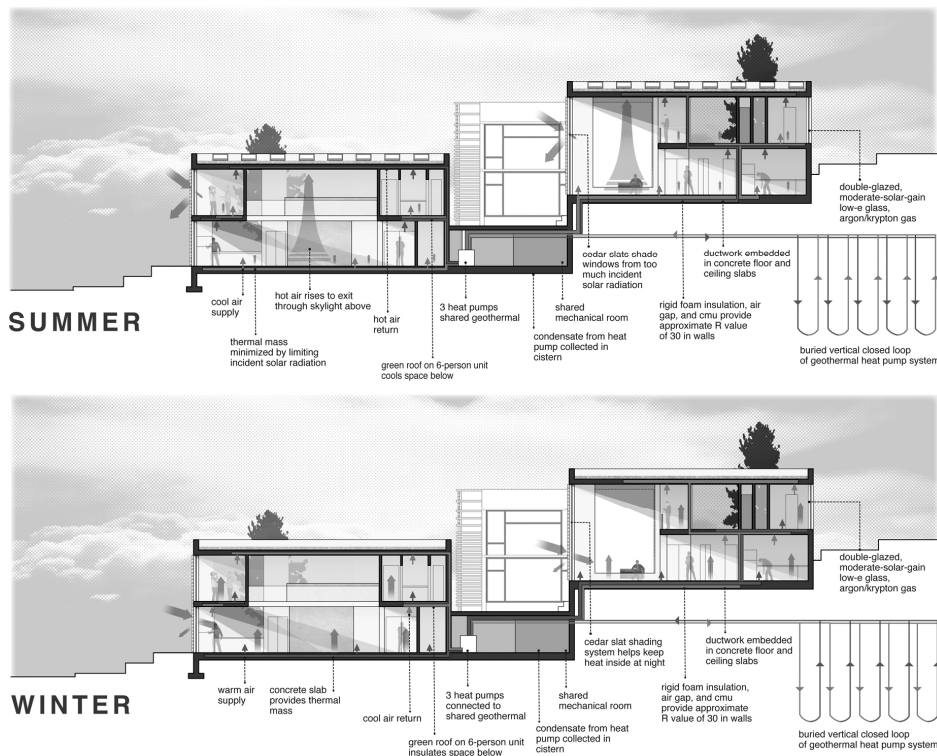 double-glazed,
moderate-solar-gain
low-e glass,
argon/krypton gas
cedar slats shade
windows from too
much incident
solar radiation
ductwork embedded
in concrete floor and
ceiling slabs
cool air
supply
hot air rises to exit
through skylight above
hot air
return
3 heat pumps
shared geothermal
shared
mechanical room
rigid foam insulation, air
gap, and cmu provide
approximate R value
of 30 in walls
SUMMER
thermal mass
minimized by limiting
incident solar radiation
condensate from heat
pump collected in
cistern
green roof on 6-person unit
cools space below
buried vertical closed loop
of geothermal heat pump system
double-glazed,
moderate-solar-gain
low-e glass,
argon/krypton gas
cedar slat shading
system helps keep
heat inside at night
ductwork embedded
in concrete floor and
ceiling slabs
warm air
supply
concrete slab
provides thermal
mass
cool air return
3 heat pumps
connected to
shared geothermal
shared
mechanical room
rigid foam insulation,
air gap, and cmu
provide approximate
R value of 30 in walls
WINTER
condensate from heat
pump collected in
cistern
green roof on 6-person unit
insulates space below
buried vertical closed loop
of geothermal heat pump system